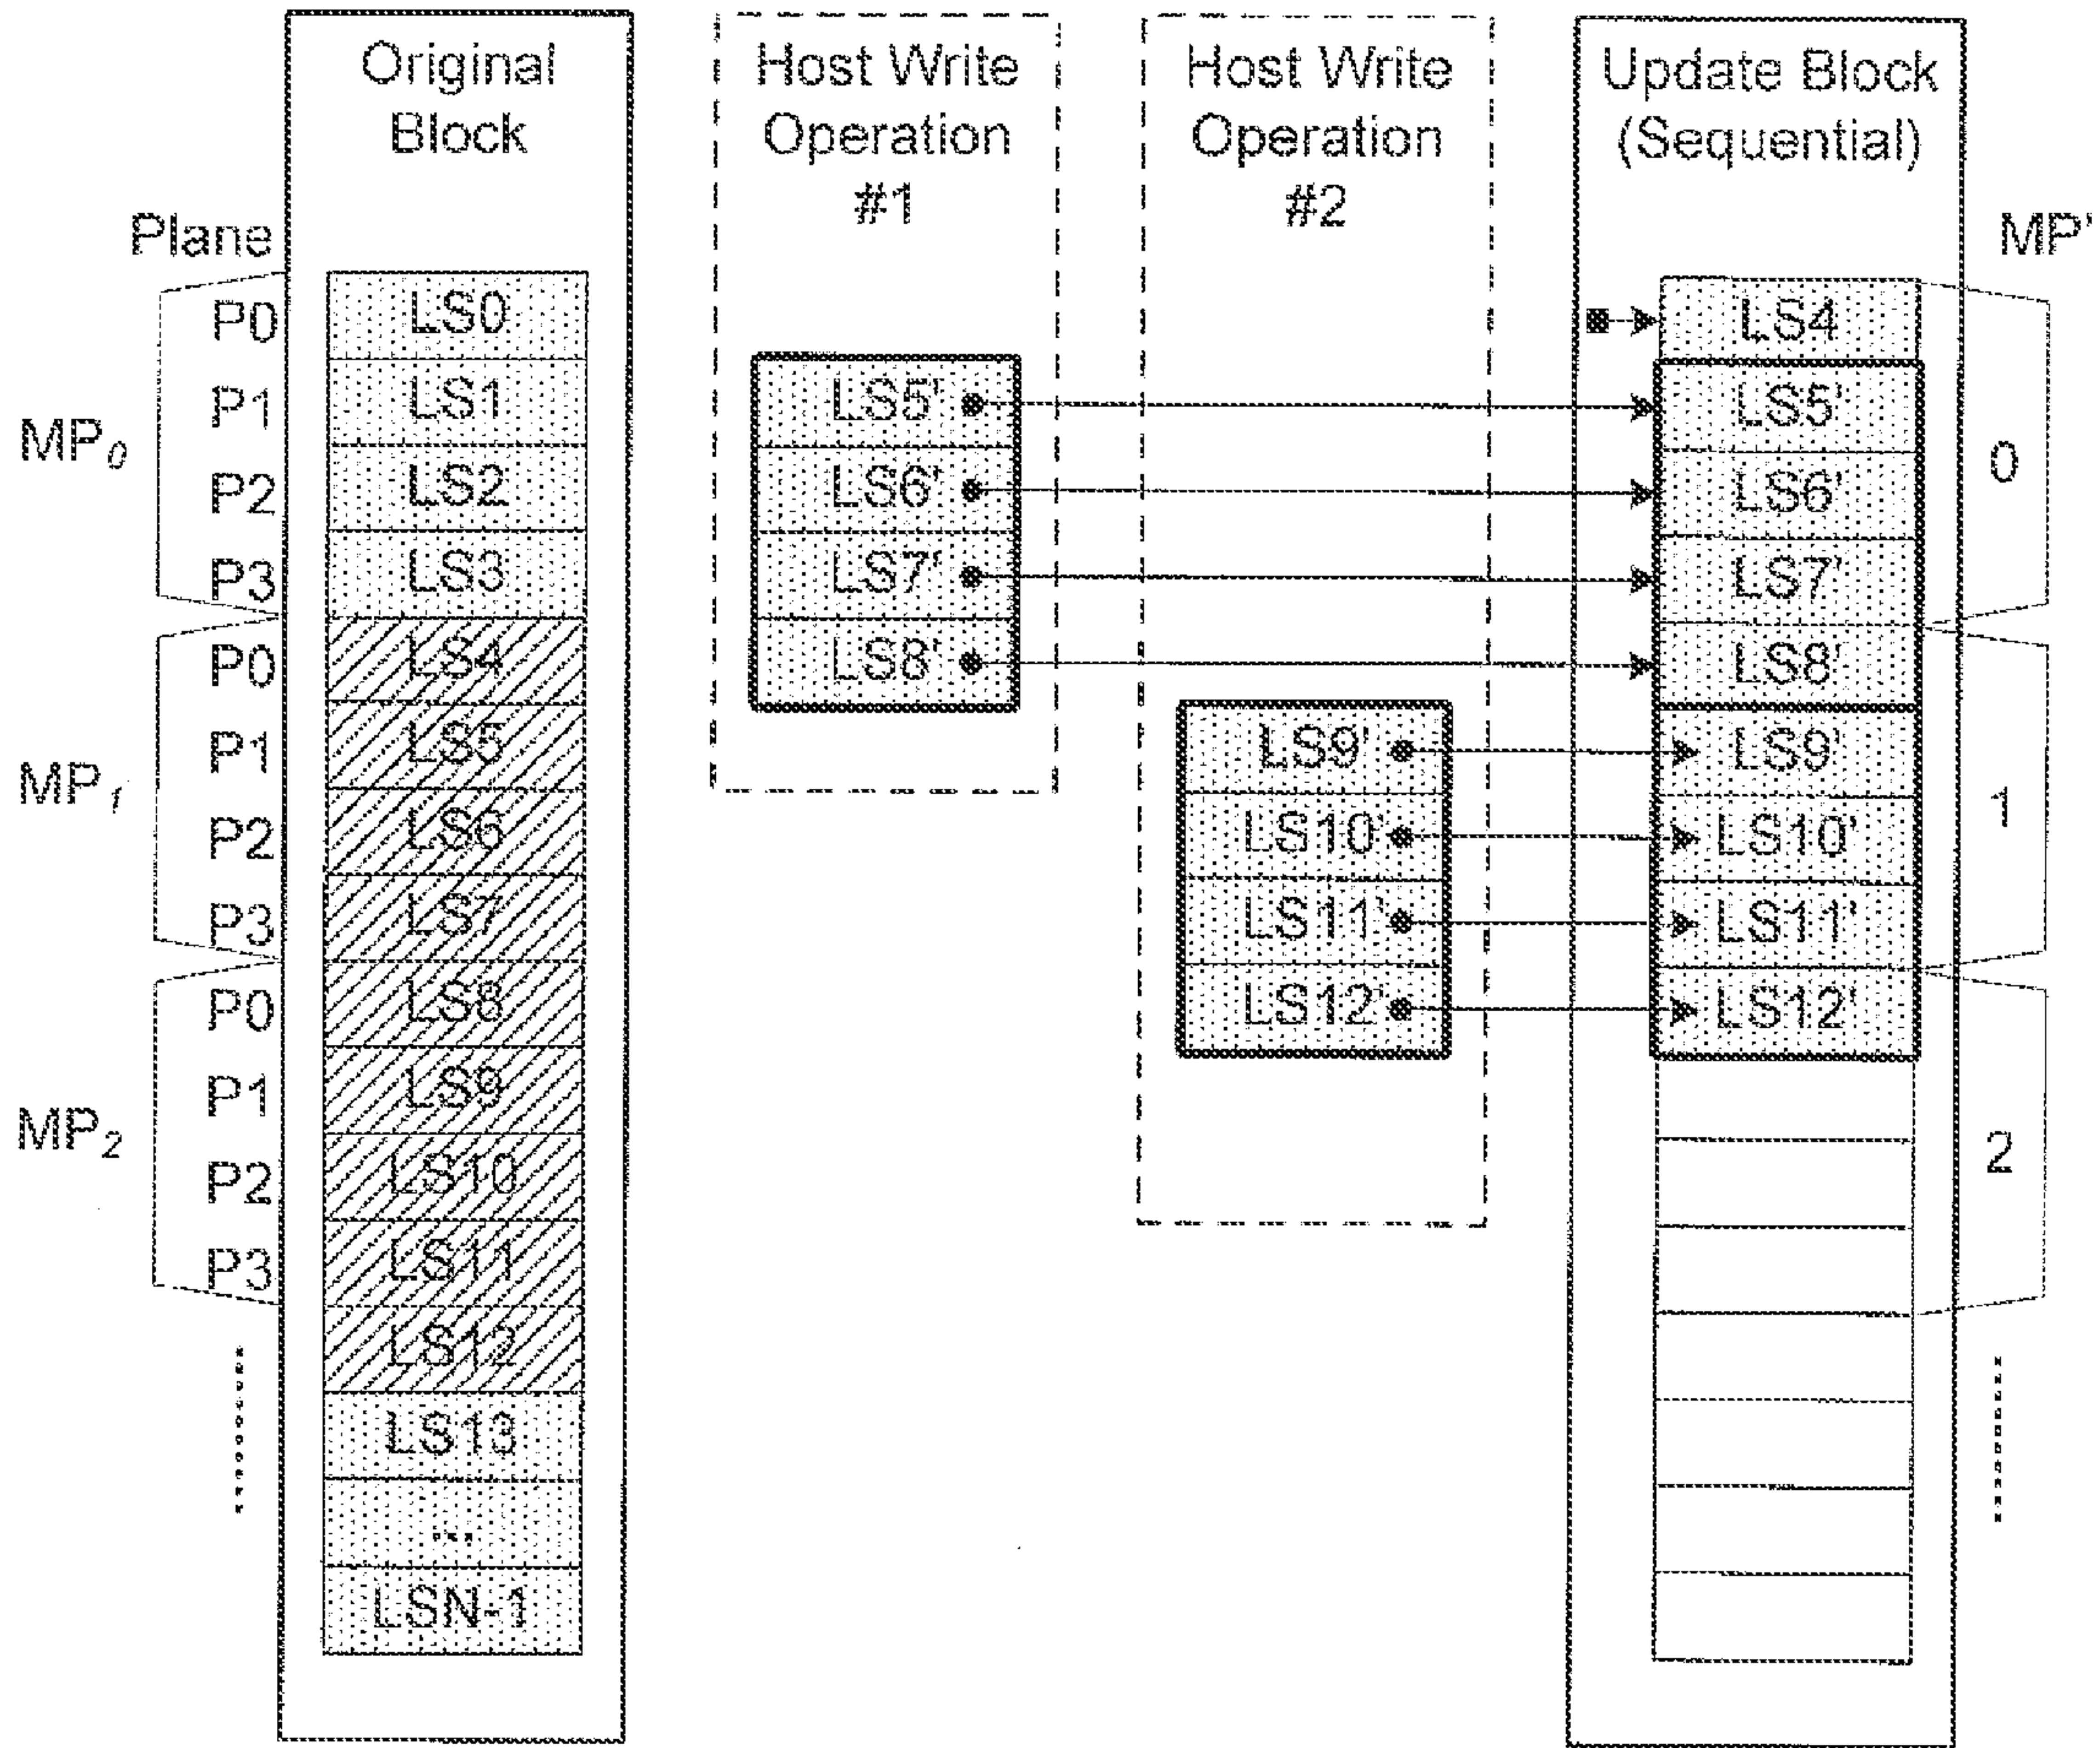 Original
Block
Host Write
Operation
#1
Host Write
Operation
#2
Update Block
(Sequential)
Plane
MP'
MP0
P0
P1
P2
P3
MP1
P0
P1
P2
P3
MP2
P0
P1
P2
P3
LS0
LS1
LS2
LS3
LS4
LS5
LS6
LS7
LS8
LS9
LS10
LS11
LS12
LS13
...
LSN-1
LS5'
LS6'
LS7'
LS8'
LS9'
LS10'
LS11'
LS12'
LS4
LS5'
LS6'
LS7'
LS8'
LS9'
LS10'
LS11'
LS12'
0
1
2